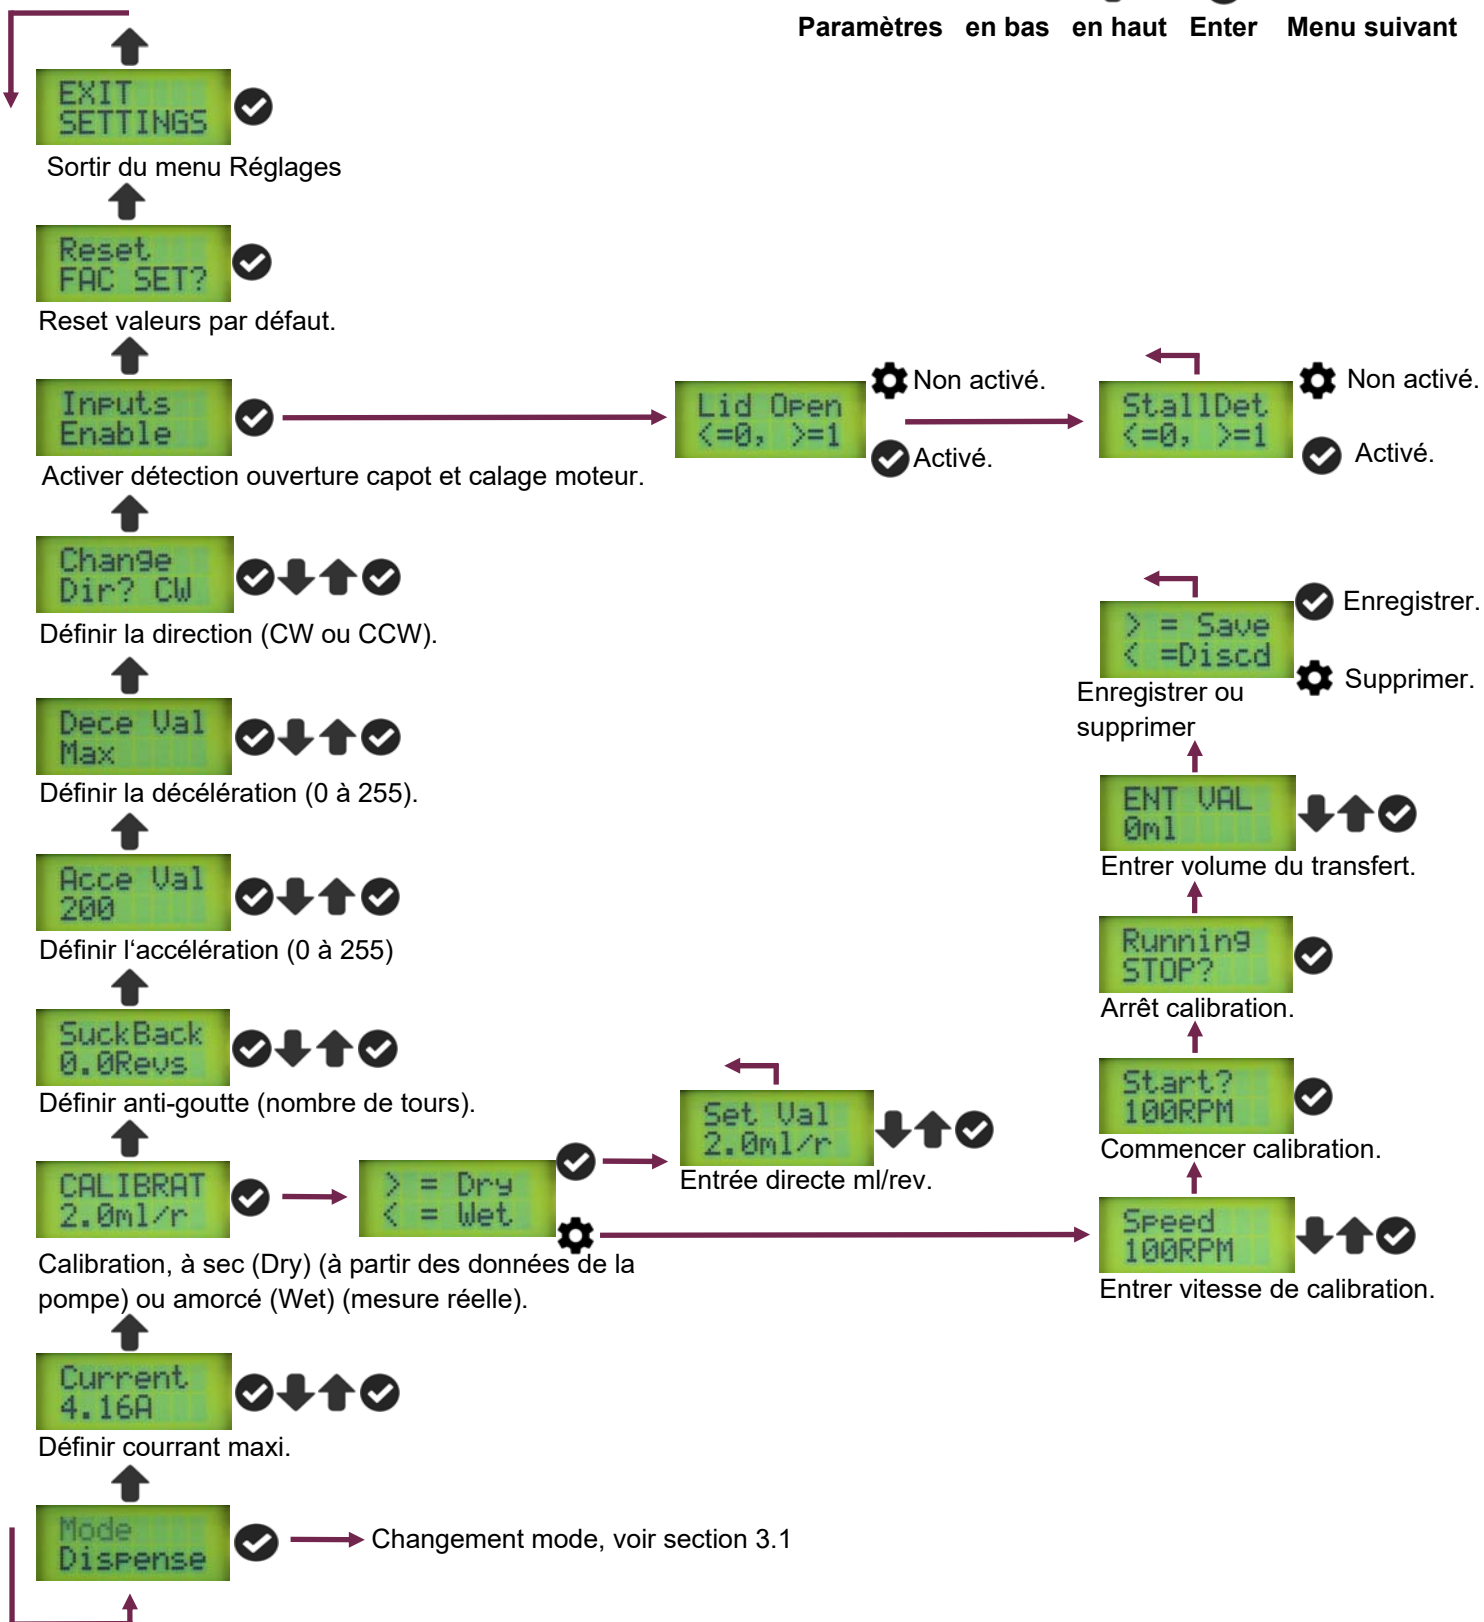 Paramètres en bas en haut Enter Menu suivant
EXIT
SETTINGS
Sortir du menu Réglages
Reset
FAC SET?
Reset valeurs par défaut.
Inputs
Enable
Activer détection ouverture capot et calage moteur.
Lid Open
<=0, >=1
Non activé.
Activé.
StallDet
<=0, >=1
Non activé.
Activé.
Change
Dir? CW
Définir la direction (CW ou CCW).
Dece Val
Max
Définir la décélération (0 à 255).
Acce Val
200
Définir l‘accélération (0 à 255)
SuckBack
0.0Revs
Définir anti-goutte (nombre de tours).
CALIBRAT
2.0ml/r
Calibration, à sec (Dry) (à partir des données de la
pompe) ou amorcé (Wet) (mesure réelle).
> = Dry
< = Wet
Set Val
2.0ml/r
Entrée directe ml/rev.
> = Save
< =Discd
Enregistrer.
Supprimer.
Enregistrer ou
supprimer
ENT VAL
0ml
Entrer volume du transfert.
Running
STOP?
Arrêt calibration.
Start?
100RPM
Commencer calibration.
Speed
100RPM
Entrer vitesse de calibration.
Current
4.16A
Définir courrant maxi.
Mode
Dispense
Changement mode, voir section 3.1